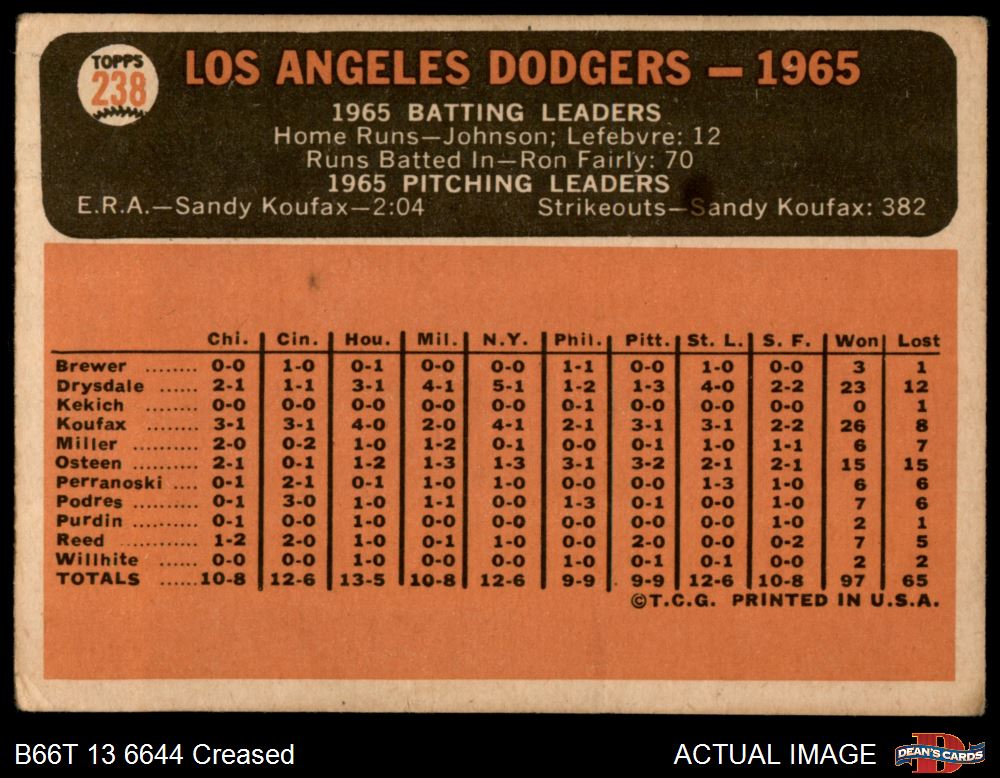 TOPPS
238
LOS ANGELES DODGERS — 1965
1965 BATTING LEADERS
Home Runs—Johnson; Lefebvre: 12
Runs Batted In—Ron Fairly: 70
1965 PITCHING LEADERS
E.R.A.—Sandy Koufax—2:04 Strikeouts—Sandy Koufax: 382
Chi. Cin. Hou. Mil. N.Y. Phil. Pitt. St. L. S. F. Won Lost
Brewer ........ 0-0 1-0 0-1 0-0 0-0 1-1 0-0 1-0 0-0 3 1
Drysdale ...... 2-1 1-1 3-1 4-1 5-1 1-2 1-3 4-0 2-2 23 12
Kekich ........ 0-0 0-0 0-0 0-0 0-0 0-1 0-0 0-0 0-0 0 1
Koufax ........ 3-1 3-1 4-0 2-0 4-1 2-1 3-1 3-1 2-2 26 8
Miller .......... 2-0 0-2 1-0 1-2 0-1 0-0 0-1 1-0 1-1 6 7
Osteen ......... 2-1 0-1 1-2 1-3 1-3 3-1 3-2 2-1 2-1 15 15
Perranoski .... 0-1 2-1 0-1 1-0 1-0 0-0 0-0 1-3 1-0 6 6
Podres ......... 0-1 3-0 1-0 1-1 0-0 1-3 0-1 0-0 1-0 7 6
Purdin .......... 0-1 0-0 1-0 0-0 0-0 0-0 0-0 0-0 1-0 2 1
Reed ............ 1-2 2-0 1-0 0-1 1-0 0-0 2-0 0-0 0-2 7 5
Willhite ........ 0-0 0-0 1-0 0-0 0-0 1-0 0-1 0-1 0-0 2 2
TOTALS ...... 10-8 12-6 13-5 10-8 12-6 9-9 9-9 12-6 10-8 97 65
©T.C.G. PRINTED IN U.S.A.
B66T 13 6644 Creased ACTUAL IMAGE DEAN'S CARDS